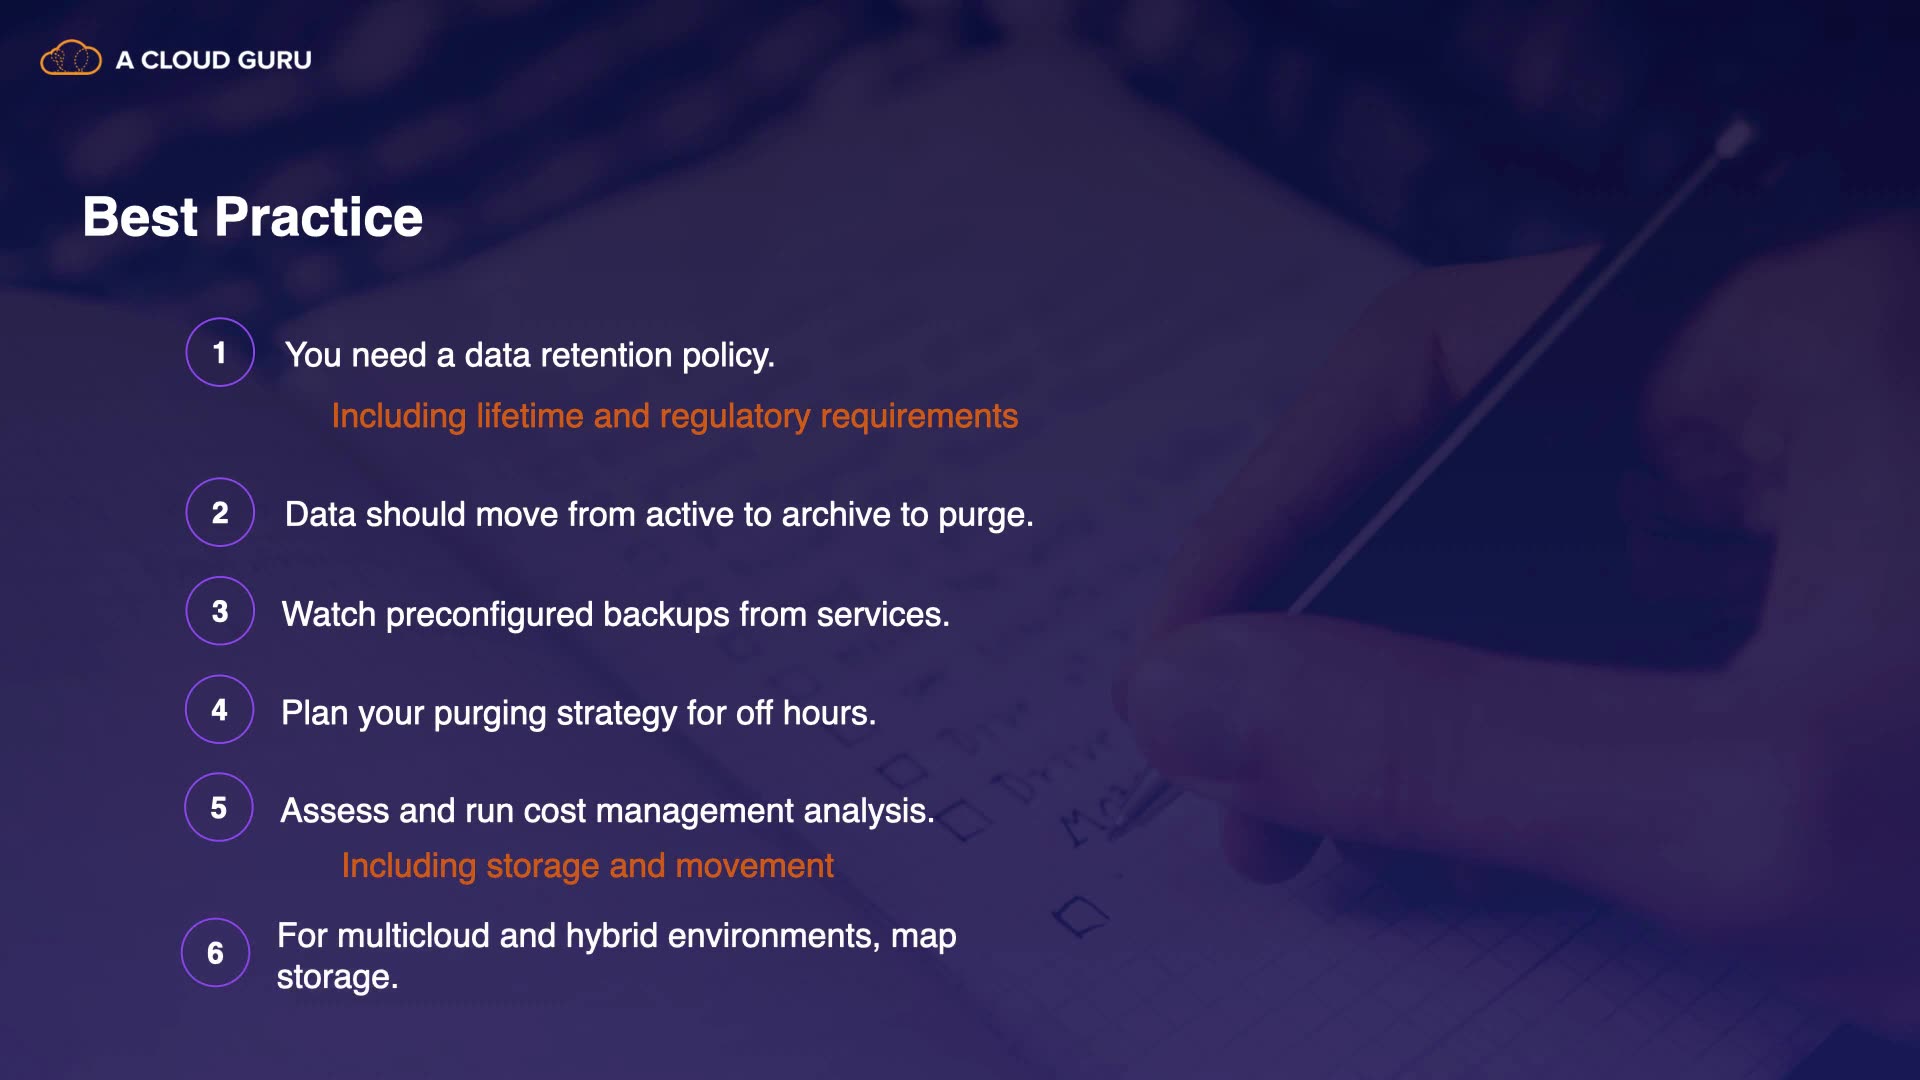 A CLOUD GURU
Best Practice
1 You need a data retention policy.
Including lifetime and regulatory requirements
2 Data should move from active to archive to purge.
3 Watch preconfigured backups from services.
4 Plan your purging strategy for off hours.
5 Assess and run cost management analysis.
Including storage and movement
6 For multicloud and hybrid environments, map
storage.